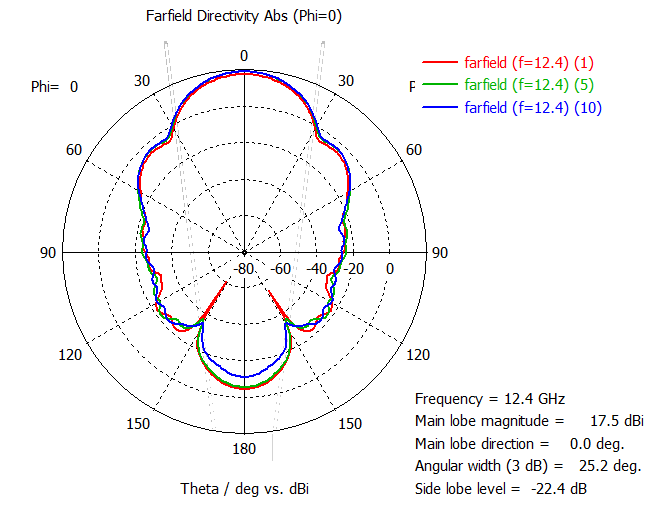 Farfield Directivity Abs (Phi=0)
farfield (f=12.4) (1)
farfield (f=12.4) (5)
farfield (f=12.4) (10)
0
30
30
Phi= 0
P
60
60
90
-80
-60
-40
-20
0
90
120
120
150
150
180
Frequency = 12.4 GHz
Main lobe magnitude = 17.5 dBi
Main lobe direction = 0.0 deg.
Angular width (3 dB) = 25.2 deg.
Side lobe level = -22.4 dB
Theta / deg vs. dBi